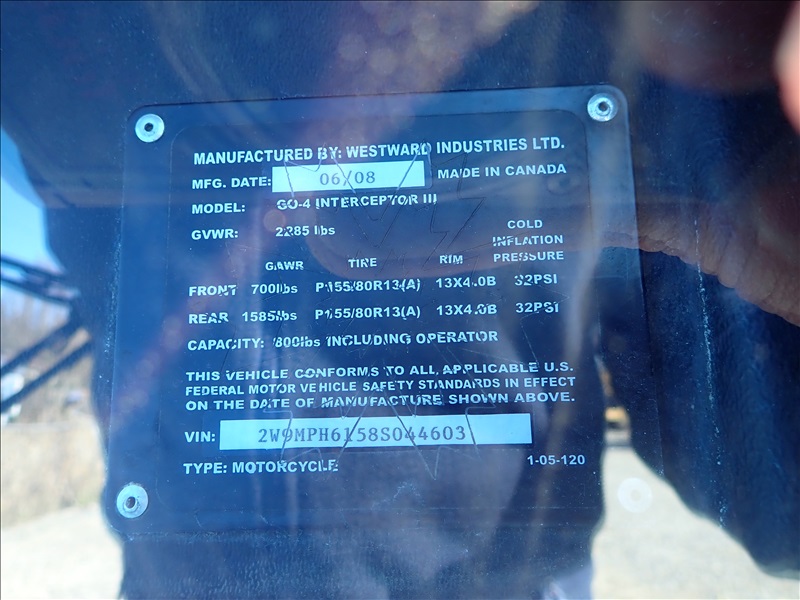 MANUFACTURED BY: WESTWARD INDUSTRIES LTD.
MFG. DATE: 06/08 MADE IN CANADA
MODEL: GO-4 INTERCEPTOR III
GVWR: 2285 lbs
COLD
INFLATION
GAWR TIRE RIM PRESSURE
FRONT 700lbs P155/80R13(A) 13X4.0B 32PSI
REAR 1585lbs P155/80R13(A) 13X4.0B 32PSI
CAPACITY: 800lbs INCLUDING OPERATOR
THIS VEHICLE CONFORMS TO ALL APPLICABLE U.S.
FEDERAL MOTOR VEHICLE SAFETY STANDARDS IN EFFECT
ON THE DATE OF MANUFACTURE SHOWN ABOVE.
VIN: 2W9MPH6158S044603
TYPE: MOTORCYCLE 1-05-120